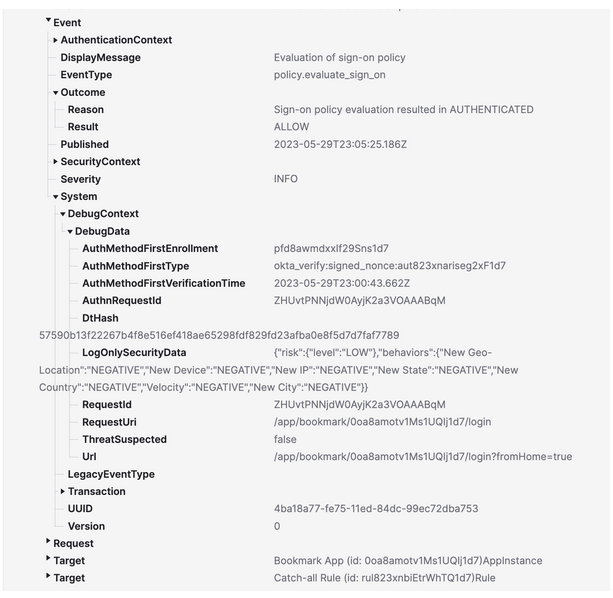 Event
AuthenticationContext
DisplayMessage Evaluation of sign-on policy
EventType policy.evaluate_sign_on
Outcome
Reason Sign-on policy evaluation resulted in AUTHENTICATED
Result ALLOW
Published 2023-05-29T23:05:25.186Z
SecurityContext
Severity INFO
System
DebugContext
DebugData
AuthMethodFirstEnrollment pfd8awmdxxIf29Sns1d7
AuthMethodFirstType okta_verify:signed_nonce:aut823xnariseg2xF1d7
AuthMethodFirstVerificationTime 2023-05-29T23:00:43.662Z
AuthnRequestId ZHUvtPNNjdW0AyjK2a3VOAAABqM
DtHash
57590b13f22267b4f8e516ef418ae65298fdf829fd23afba0e8f5d7d7faf7789
LogOnlySecurityData {"risk":{"level":"LOW"},"behaviors":{"New Geo-
Location":"NEGATIVE","New Device":"NEGATIVE","New IP":"NEGATIVE","New State":"NEGATIVE","New
Country":"NEGATIVE","Velocity":"NEGATIVE","New City":"NEGATIVE"}}
RequestId ZHUvtPNNjdW0AyjK2a3VOAAABqM
RequestUri /app/bookmark/0oa8amotv1Ms1UQIj1d7/login
ThreatSuspected false
Url /app/bookmark/0oa8amotv1Ms1UQIj1d7/login?fromHome=true
LegacyEventType
Transaction
UUID 4ba18a77-fe75-11ed-84dc-99ec72dba753
Version 0
Request
Target Bookmark App (id: 0oa8amotv1Ms1UQIj1d7)AppInstance
Target Catch-all Rule (id: rul823xnbiEtrWhTQ1d7)Rule